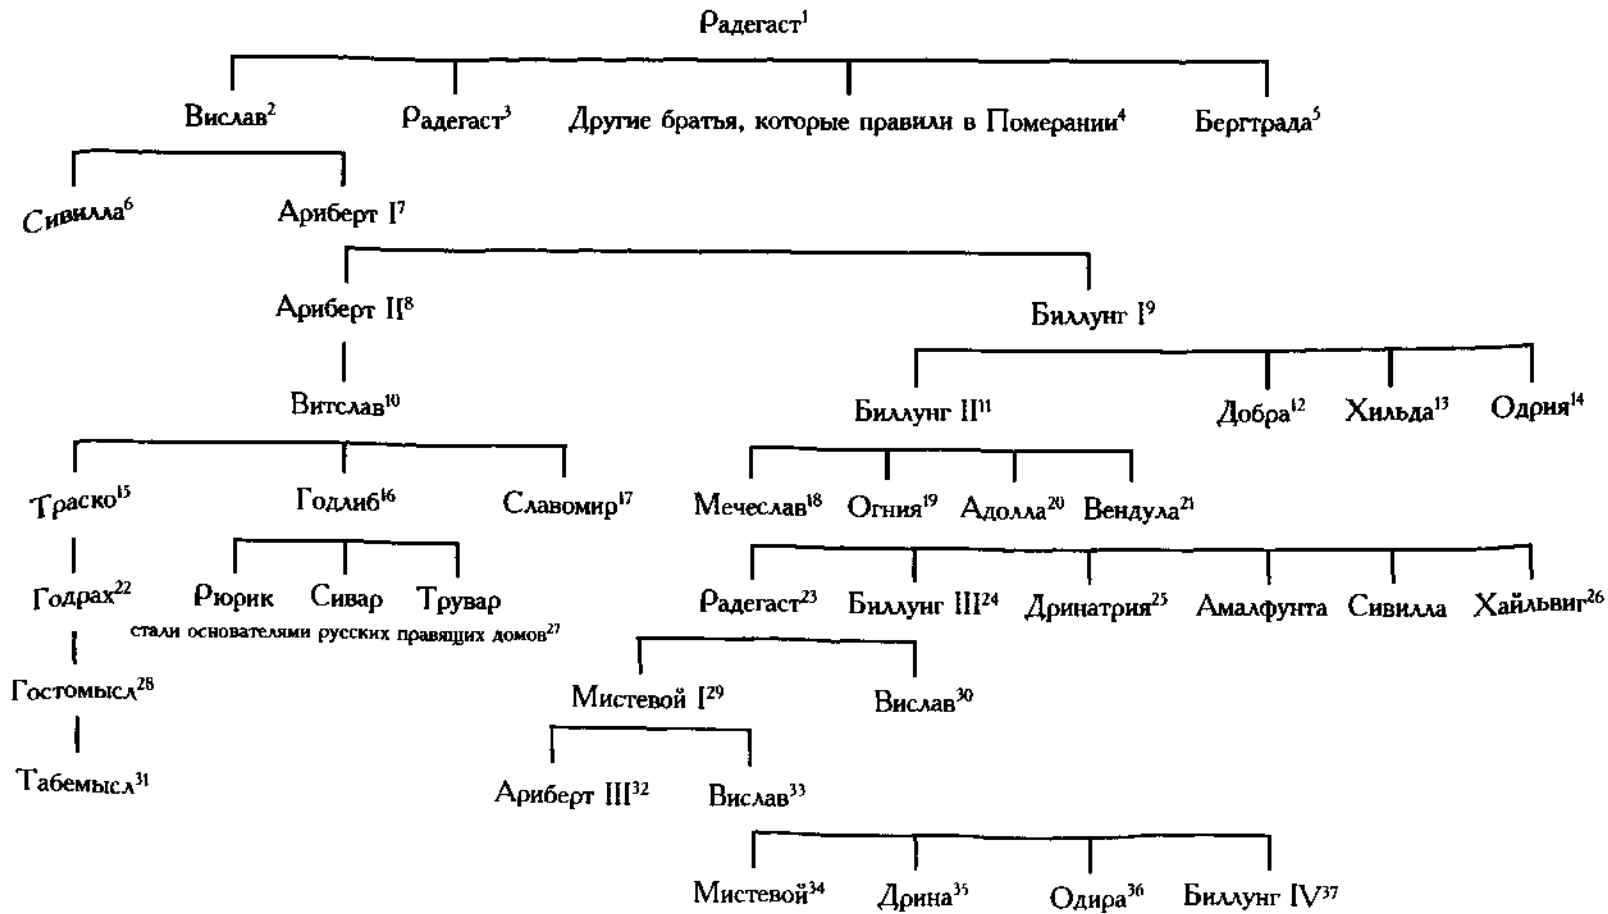 Радегаст¹
Вислав² Радегаст³ Другие братья, которые правили в Померании⁴ Бергтрада⁵
Сивилла⁶ Ариберт I⁷
Ариберт II⁸ Биллунг I⁹
Витслав¹⁰ Биллунг II¹¹ Добра¹² Хильда¹³ Одрия¹⁴
Траско¹⁵ Годлиб¹⁶ Славомир¹⁷ Мечеслав¹⁸ Огния¹⁹ Адолла²⁰ Вендула²¹
Годрах²² Рюрик Сивар Трувар Радегаст²³ Биллунг III²⁴ Дринатрия²⁵ Амалфунта Сивилла Хайльвиг²⁶
стали основателями русских правящих домов²⁷
Гостомысл²⁸ Мистевой I²⁹ Вислав³⁰
Табемысл³¹ Ариберт III³² Вислав³³
Мистевой³⁴ Дрина³⁵ Одира³⁶ Биллунг IV³⁷